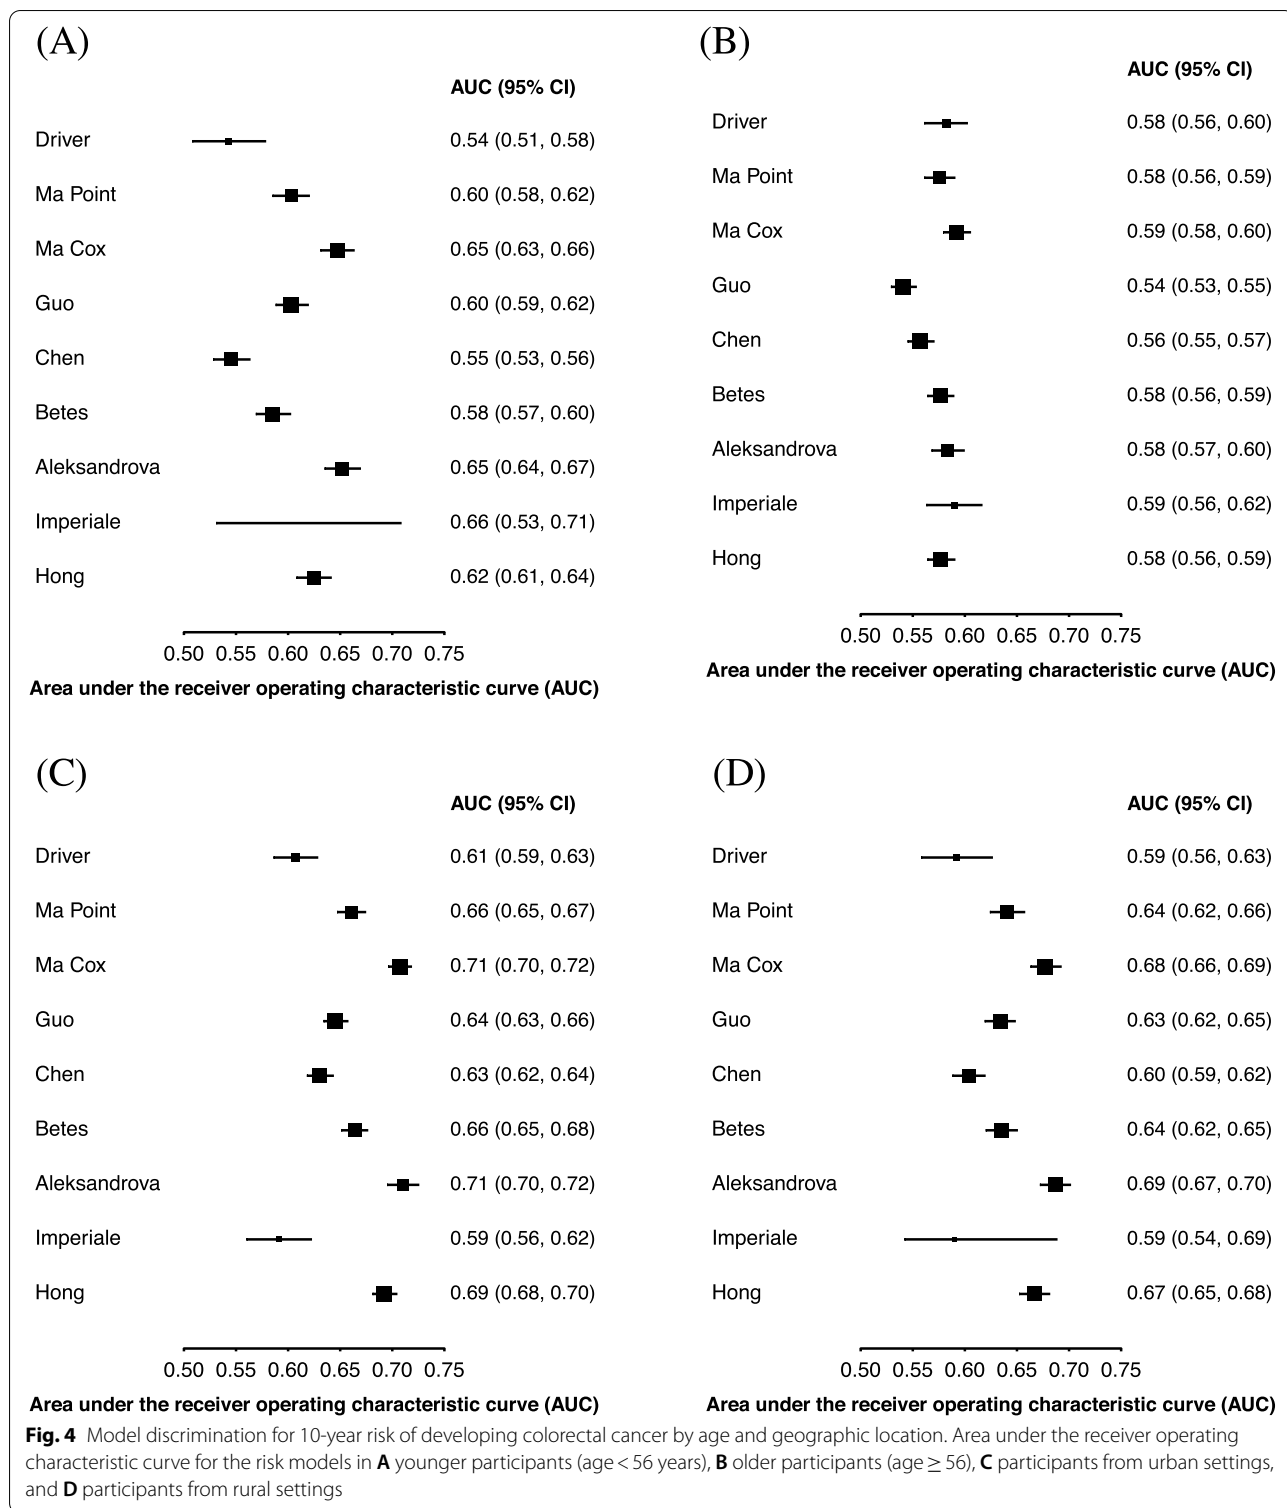 (A)
AUC (95% CI)
Driver 0.54 (0.51, 0.58)
Ma Point 0.60 (0.58, 0.62)
Ma Cox 0.65 (0.63, 0.66)
Guo 0.60 (0.59, 0.62)
Chen 0.55 (0.53, 0.56)
Betes 0.58 (0.57, 0.60)
Aleksandrova 0.65 (0.64, 0.67)
Imperiale 0.66 (0.53, 0.71)
Hong 0.62 (0.61, 0.64)
0.50 0.55 0.60 0.65 0.70 0.75
Area under the receiver operating characteristic curve (AUC)
(B)
AUC (95% CI)
Driver 0.58 (0.56, 0.60)
Ma Point 0.58 (0.56, 0.59)
Ma Cox 0.59 (0.58, 0.60)
Guo 0.54 (0.53, 0.55)
Chen 0.56 (0.55, 0.57)
Betes 0.58 (0.56, 0.59)
Aleksandrova 0.58 (0.57, 0.60)
Imperiale 0.59 (0.56, 0.62)
Hong 0.58 (0.56, 0.59)
0.50 0.55 0.60 0.65 0.70 0.75
Area under the receiver operating characteristic curve (AUC)
(C)
AUC (95% CI)
Driver 0.61 (0.59, 0.63)
Ma Point 0.66 (0.65, 0.67)
Ma Cox 0.71 (0.70, 0.72)
Guo 0.64 (0.63, 0.66)
Chen 0.63 (0.62, 0.64)
Betes 0.66 (0.65, 0.68)
Aleksandrova 0.71 (0.70, 0.72)
Imperiale 0.59 (0.56, 0.62)
Hong 0.69 (0.68, 0.70)
0.50 0.55 0.60 0.65 0.70 0.75
Area under the receiver operating characteristic curve (AUC)
(D)
AUC (95% CI)
Driver 0.59 (0.56, 0.63)
Ma Point 0.64 (0.62, 0.66)
Ma Cox 0.68 (0.66, 0.69)
Guo 0.63 (0.62, 0.65)
Chen 0.60 (0.59, 0.62)
Betes 0.64 (0.62, 0.65)
Aleksandrova 0.69 (0.67, 0.70)
Imperiale 0.59 (0.54, 0.69)
Hong 0.67 (0.65, 0.68)
0.50 0.55 0.60 0.65 0.70 0.75
Area under the receiver operating characteristic curve (AUC)
Fig. 4 Model discrimination for 10-year risk of developing colorectal cancer by age and geographic location. Area under the receiver operating
characteristic curve for the risk models in A younger participants (age < 56 years), B older participants (age ≥ 56), C participants from urban settings,
and D participants from rural settings